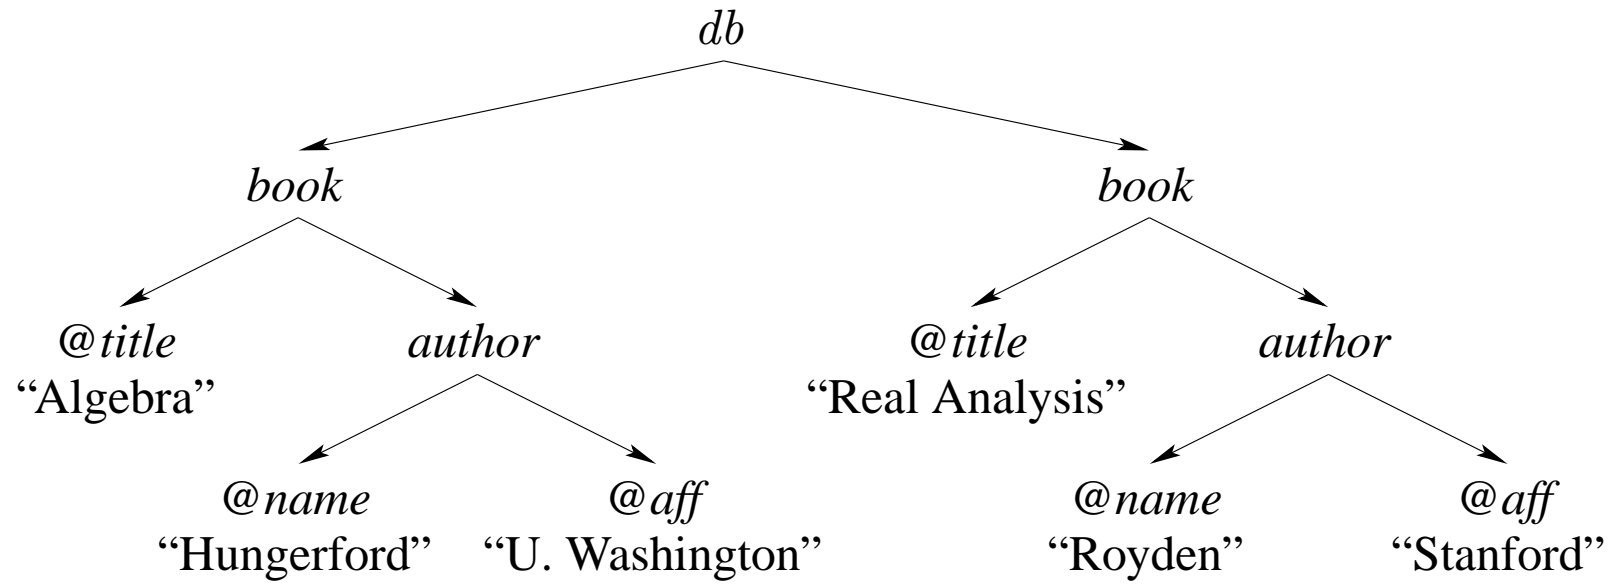 db
book book
@title author @title author
“Algebra” “Real Analysis”
@name @aff @name @aff
“Hungerford” “U. Washington” “Royden” “Stanford”